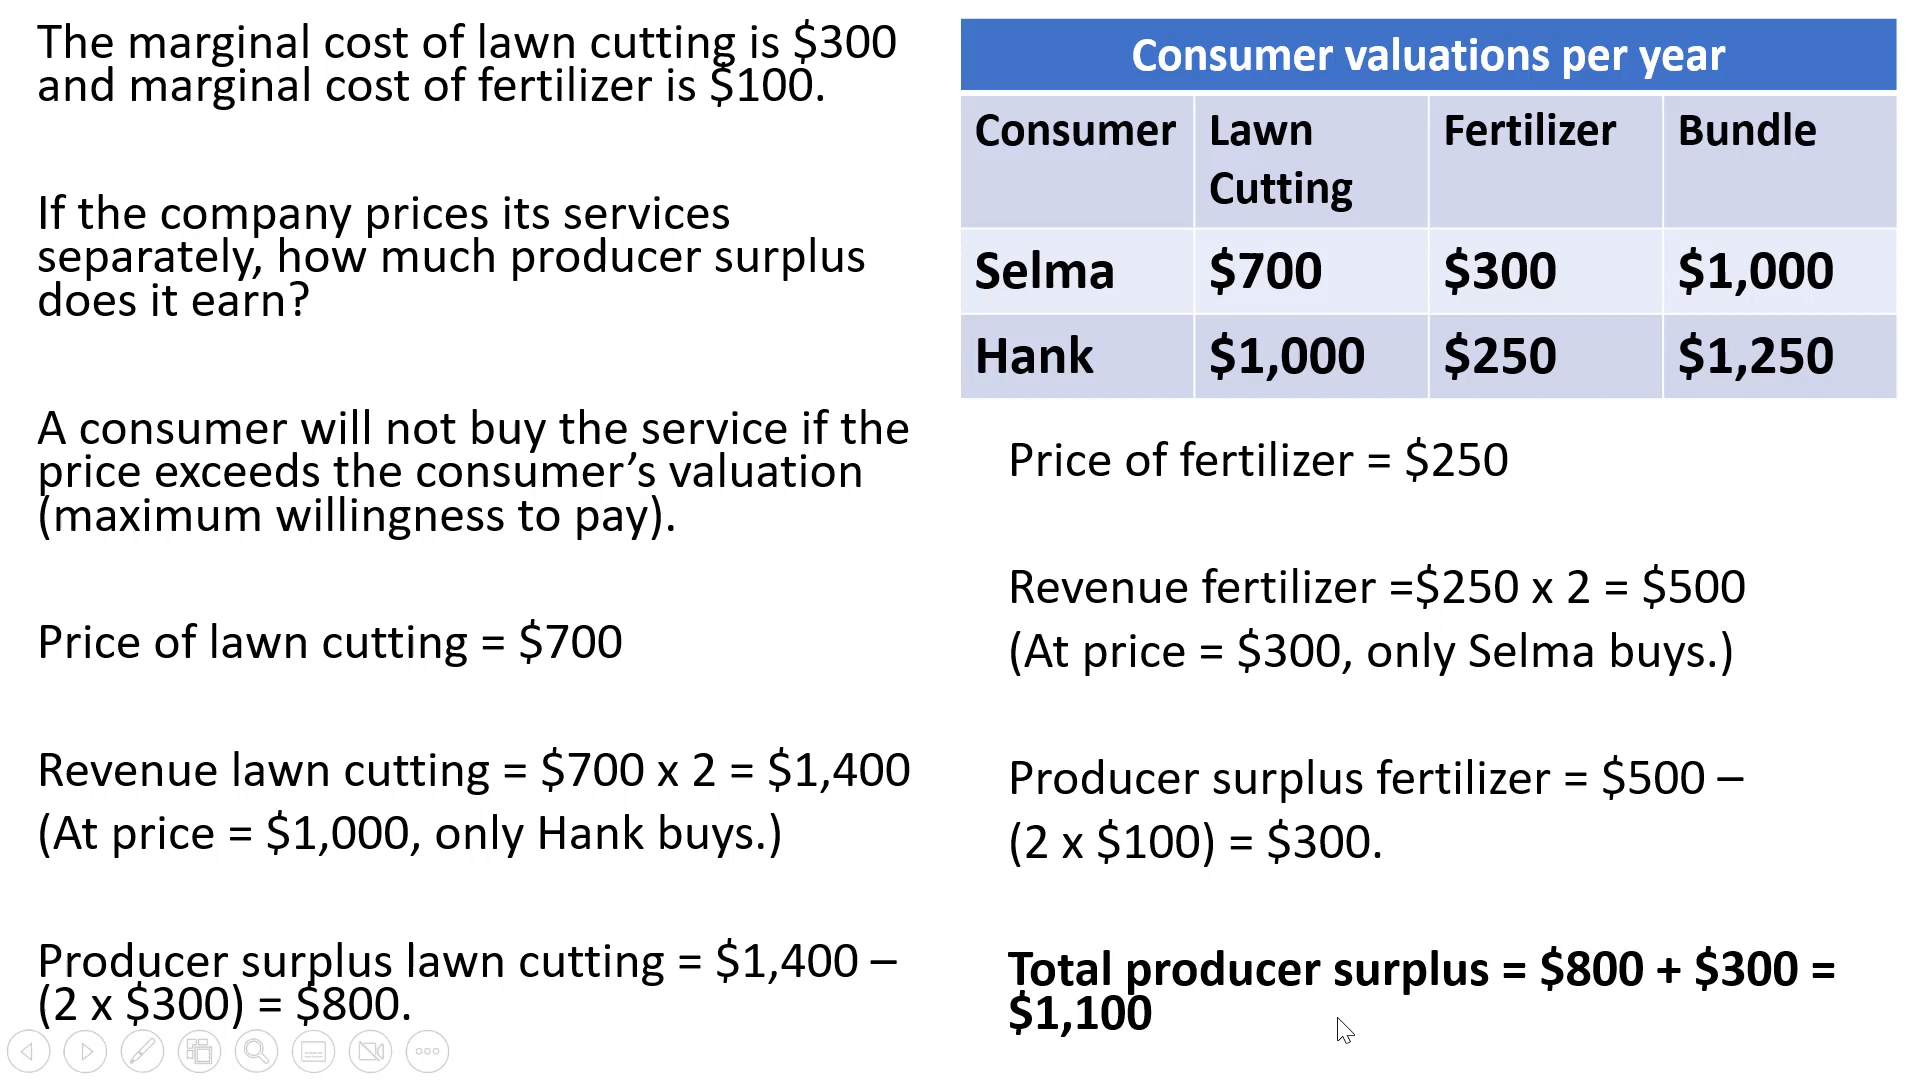 The marginal cost of lawn cutting is $300
and marginal cost of fertilizer is $100.
If the company prices its services
separately, how much producer surplus
does it earn?
A consumer will not buy the service if the
price exceeds the consumer’s valuation
(maximum willingness to pay).
Price of lawn cutting = $700
Revenue lawn cutting = $700 x 2 = $1,400
(At price = $1,000, only Hank buys.)
Producer surplus lawn cutting = $1,400 –
(2 x $300) = $800.
Consumer valuations per year
Consumer Lawn Cutting Fertilizer Bundle
Selma $700 $300 $1,000
Hank $1,000 $250 $1,250
Price of fertilizer = $250
Revenue fertilizer =$250 x 2 = $500
(At price = $300, only Selma buys.)
Producer surplus fertilizer = $500 –
(2 x $100) = $300.
Total producer surplus = $800 + $300 =
$1,100